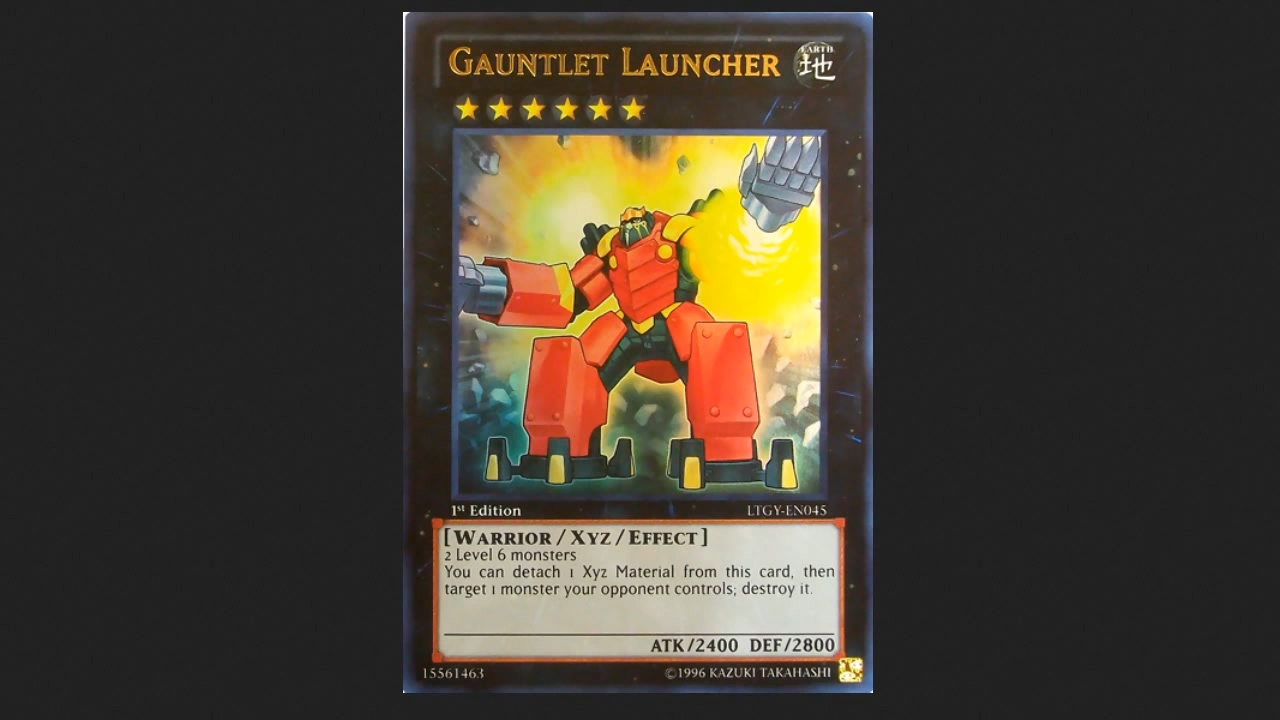 GAUNTLET LAUNCHER
EARTH
地
1st Edition
LTGY-EN045
[WARRIOR/XYZ/EFFECT]
2 Level 6 monsters
You can detach 1 Xyz Material from this card, then
target 1 monster your opponent controls; destroy it.
ATK/2400 DEF/2800
15561463
©1996 KAZUKI TAKAHASHI